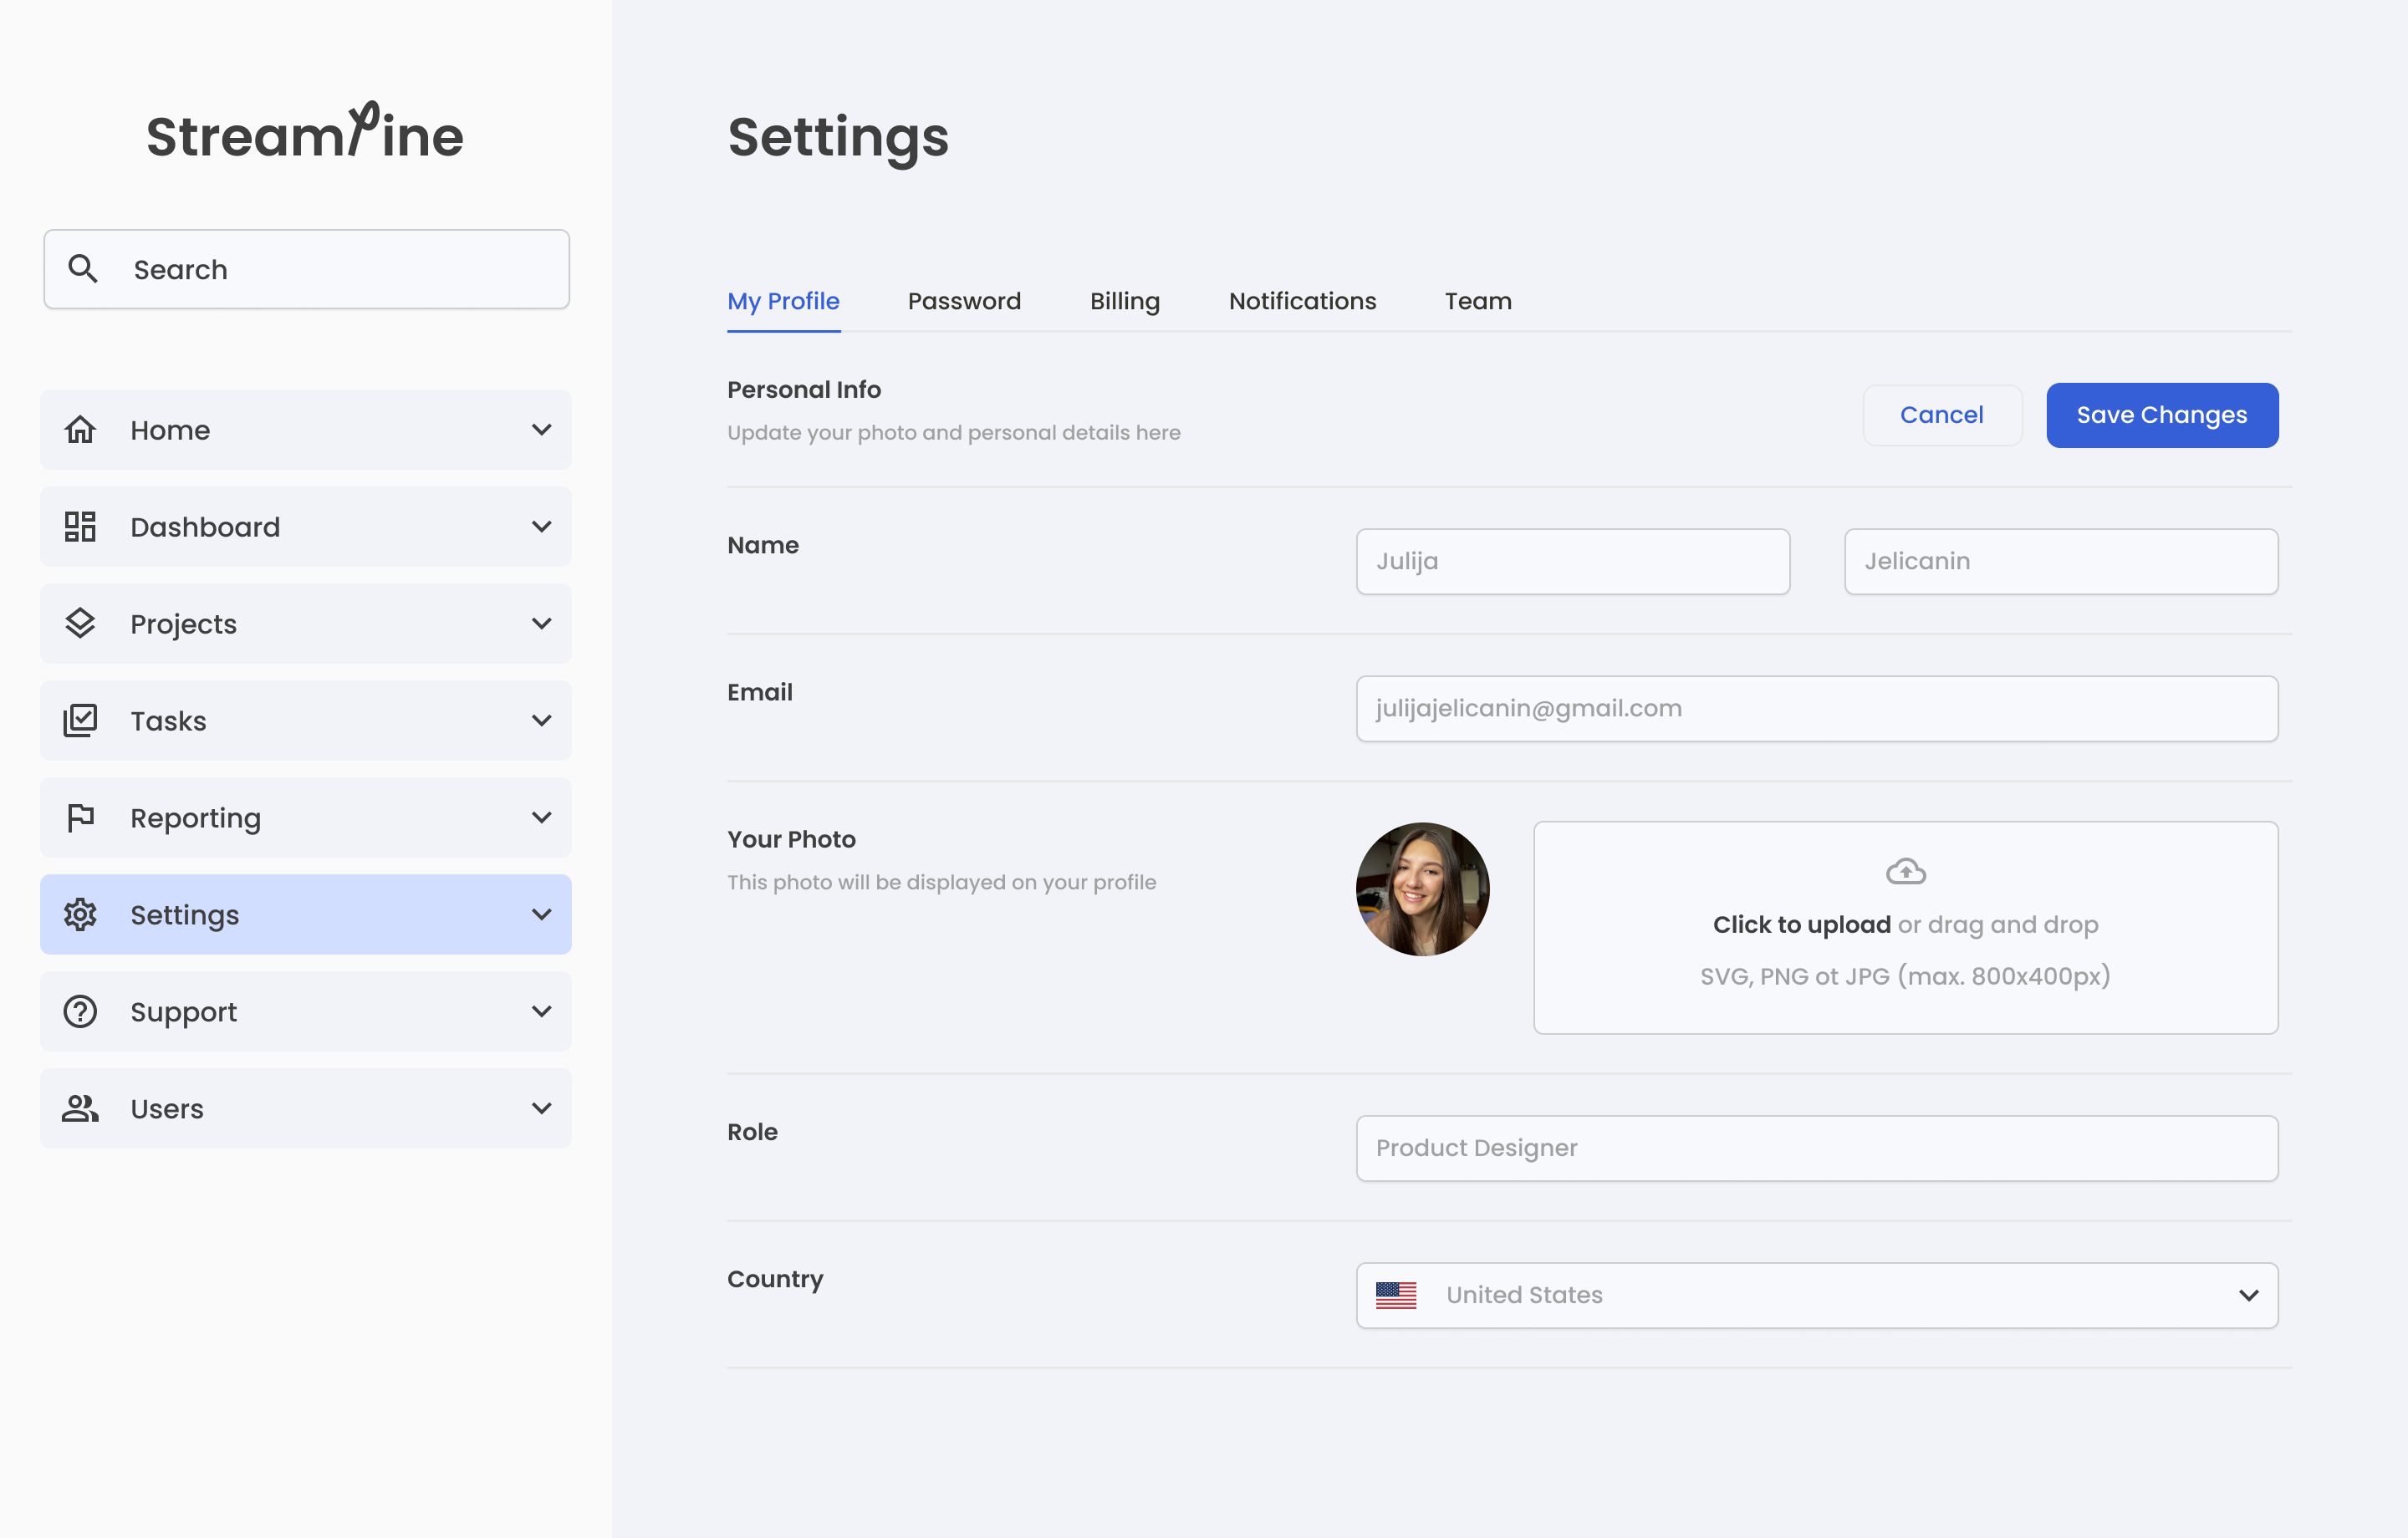 Streamline
Search
Home
Dashboard
Projects
Tasks
Reporting
Settings
Support
Users
Settings
My Profile Password Billing Notifications Team
Personal Info
Update your photo and personal details here
Cancel Save Changes
Name
Julija Jelicanin
Email
julijajelicanin@gmail.com
Your Photo
This photo will be displayed on your profile
Click to upload or drag and drop
SVG, PNG ot JPG (max. 800x400px)
Role
Product Designer
Country
United States